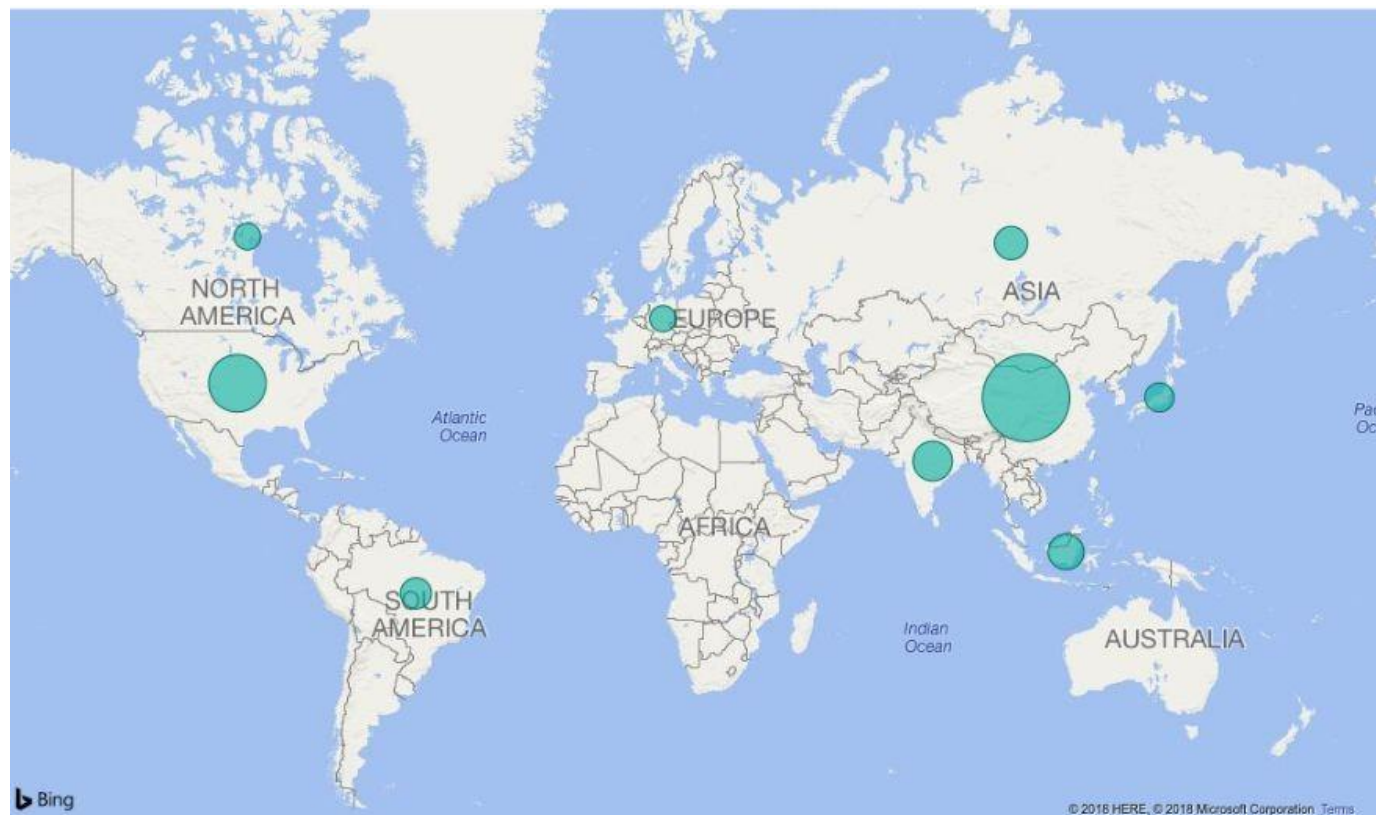 NORTH
AMERICA
EUROPE
ASIA
Atlantic
Ocean
AFRICA
SOUTH
AMERICA
Indian
Ocean
AUSTRALIA
Bing
© 2018 HERE, © 2018 Microsoft Corporation Terms